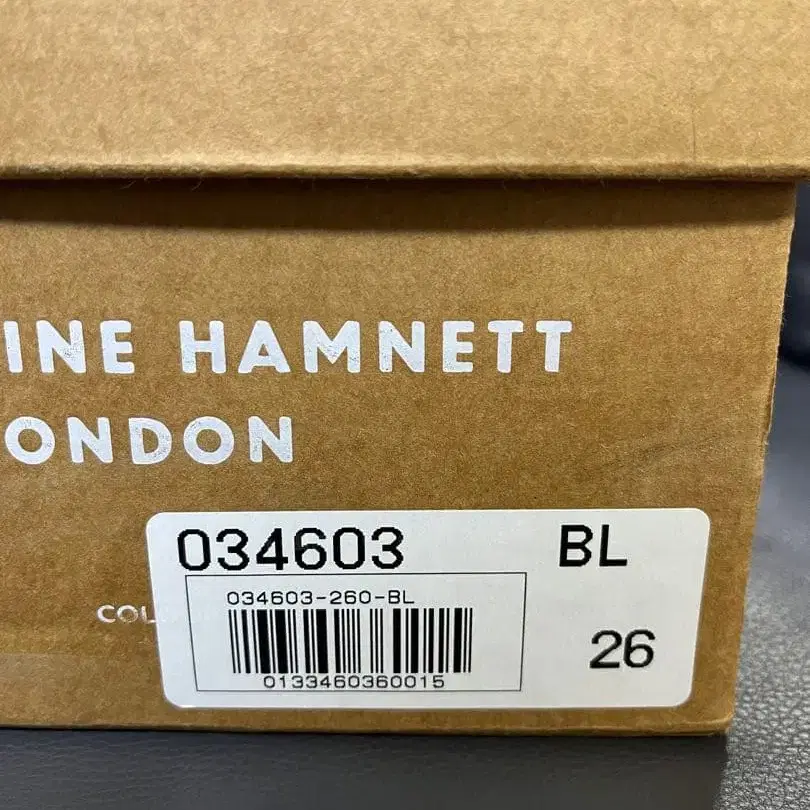 INE HAMNETT
ONDON
034603 BL
034603-260-BL
COL
26
0133460360015